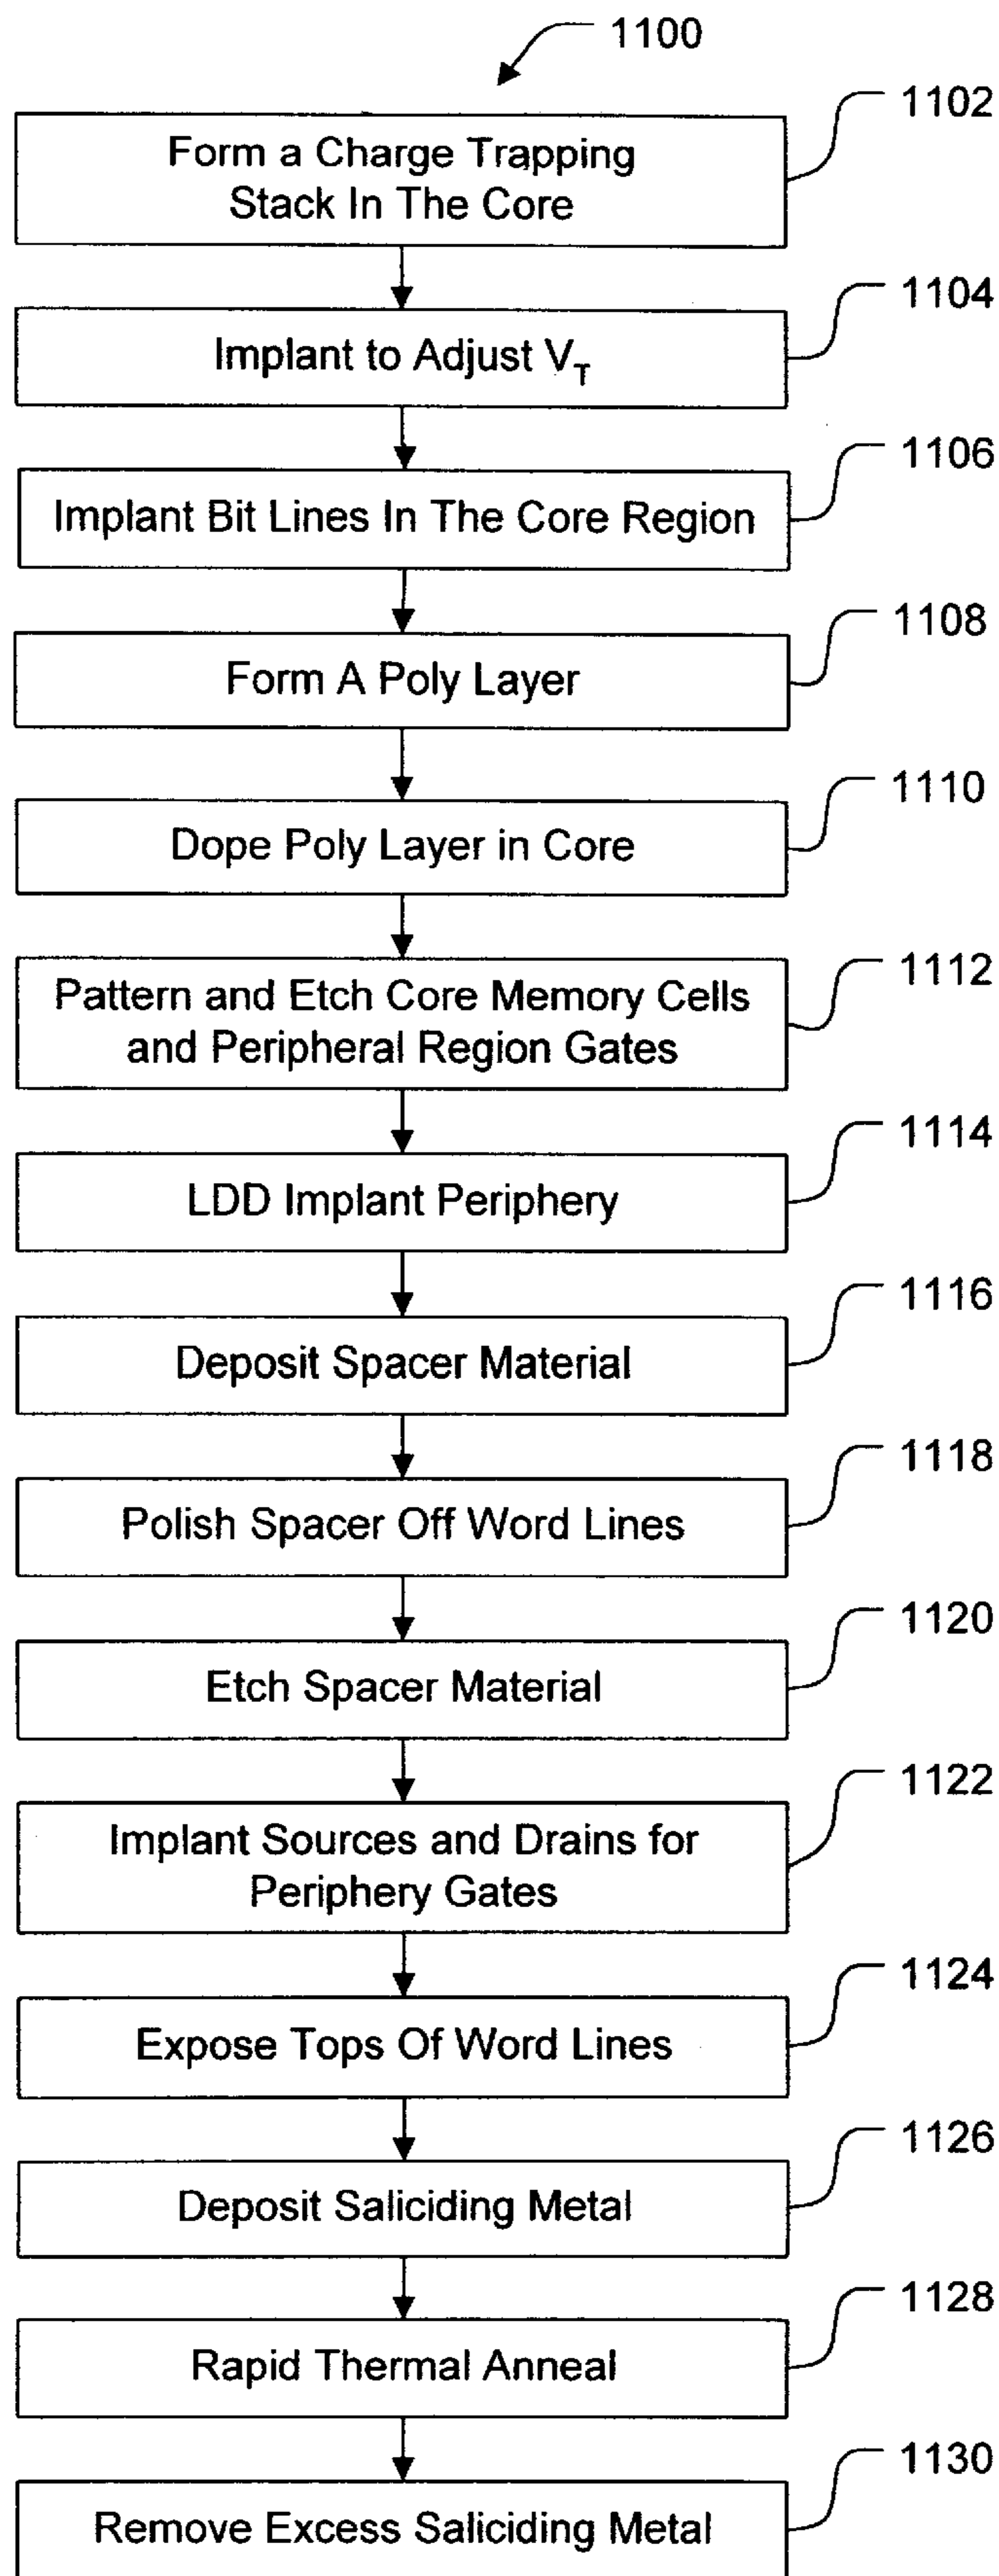 1100
1102
Form a Charge Trapping
Stack In The Core
1104
Implant to Adjust VT
1106
Implant Bit Lines In The Core Region
1108
Form A Poly Layer
1110
Dope Poly Layer in Core
1112
Pattern and Etch Core Memory Cells
and Peripheral Region Gates
1114
LDD Implant Periphery
1116
Deposit Spacer Material
1118
Polish Spacer Off Word Lines
1120
Etch Spacer Material
1122
Implant Sources and Drains for
Periphery Gates
1124
Expose Tops Of Word Lines
1126
Deposit Saliciding Metal
1128
Rapid Thermal Anneal
1130
Remove Excess Saliciding Metal